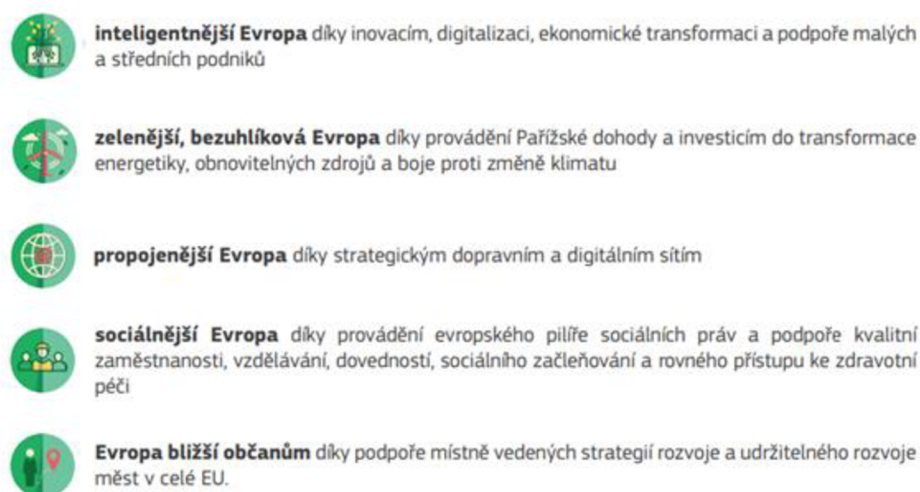 inteligentnější Evropa díky inovacím, digitalizaci, ekonomické transformaci a podpoře malých
a středních podniků
zelenější, bezuhlíková Evropa díky provádění Pařížské dohody a investicím do transformace
energetiky, obnovitelných zdrojů a boje proti změně klimatu
propojenější Evropa díky strategickým dopravním a digitálním sítím
sociálnější Evropa díky provádění evropského pilíře sociálních práv a podpoře kvalitní
zaměstnanosti, vzdělávání, dovedností, sociálního začleňování a rovného přístupu ke zdravotní
péči
Evropa bližší občanům díky podpoře místně vedených strategií rozvoje a udržitelného rozvoje
měst v celé EU.